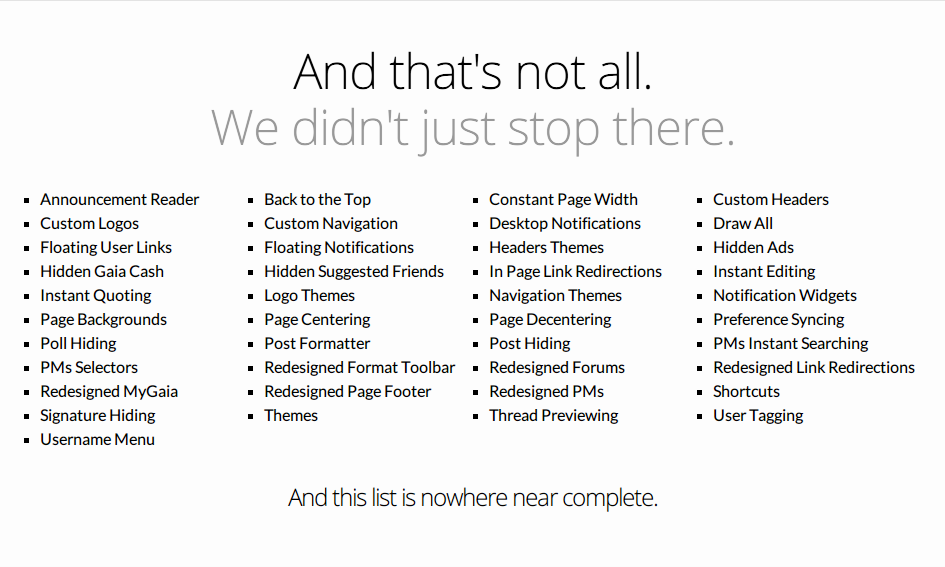 And that's not all.
We didn't just stop there.
Announcement Reader
Back to the Top
Constant Page Width
Custom Headers
Custom Logos
Custom Navigation
Desktop Notifications
Draw All
Floating User Links
Floating Notifications
Headers Themes
Hidden Ads
Hidden Gaia Cash
Hidden Suggested Friends
In Page Link Redirections
Instant Editing
Instant Quoting
Logo Themes
Navigation Themes
Notification Widgets
Page Backgrounds
Page Centering
Page Decentering
Preference Syncing
Poll Hiding
Post Formatter
Post Hiding
PMs Instant Searching
PMs Selectors
Redesigned Format Toolbar
Redesigned Forums
Redesigned Link Redirections
Redesigned MyGaia
Redesigned Page Footer
Redesigned PMs
Shortcuts
Signature Hiding
Themes
Thread Previewing
User Tagging
Username Menu
And this list is nowhere near complete.